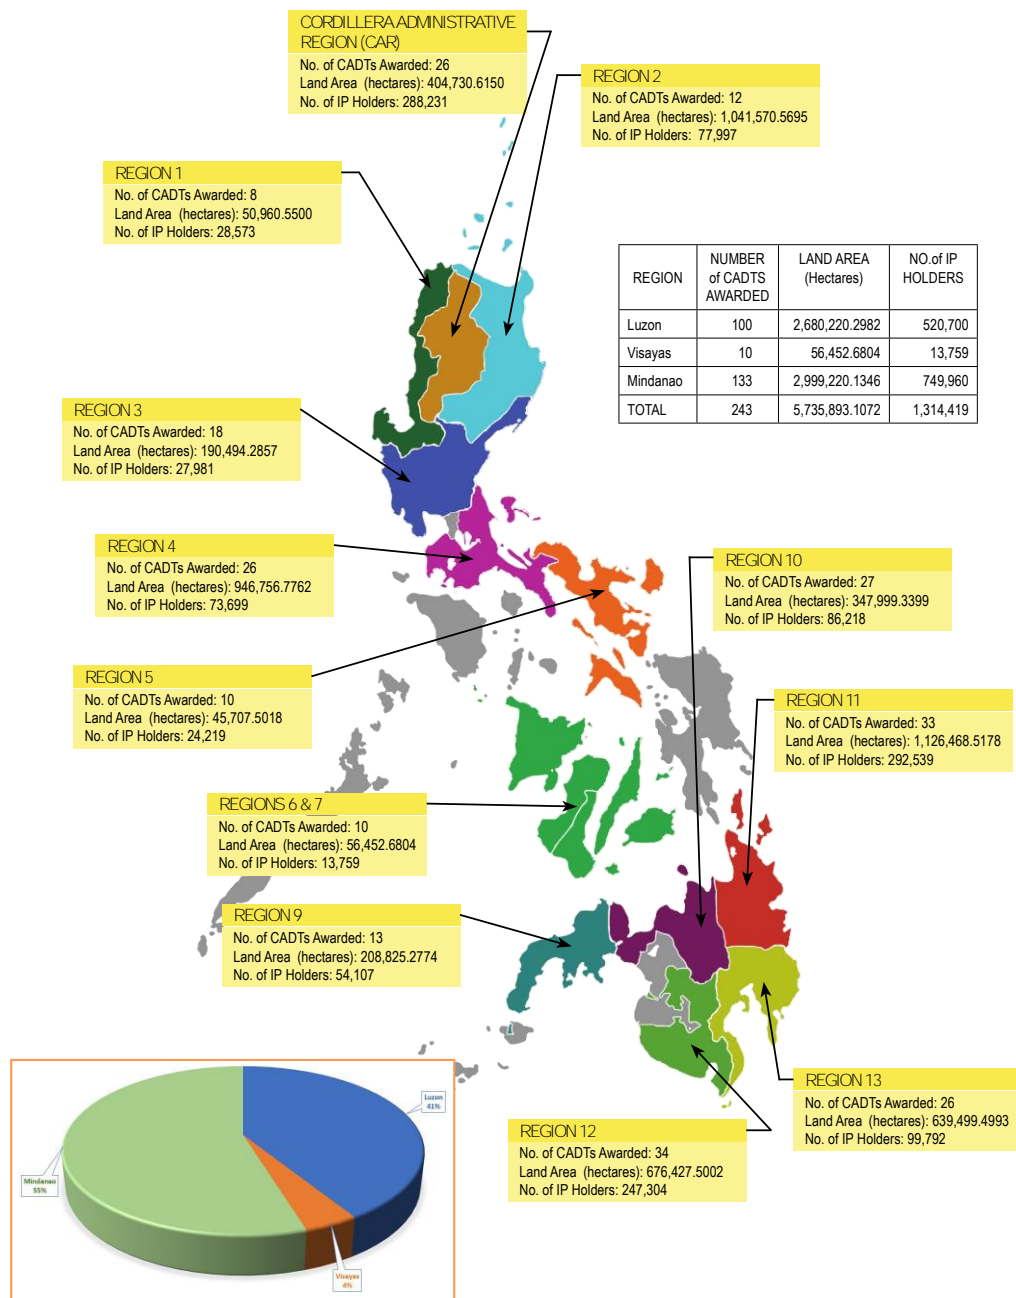 CORDILLERA ADMINISTRATIVE
REGION (CAR)
No. of CADTs Awarded: 26
Land Area (hectares): 404,730.6150
No. of IP Holders: 288,231
REGION 2
No. of CADTs Awarded: 12
Land Area (hectares): 1,041,570.5695
No. of IP Holders: 77,997
REGION 1
No. of CADTs Awarded: 8
Land Area (hectares): 50,960.5500
No. of IP Holders: 28,573
REGION NUMBER of CADTS AWARDED LAND AREA (Hectares) NO.of IP HOLDERS
Luzon 100 2,680,220.2982 520,700
Visayas 10 56,452.6804 13,759
Mindanao 133 2,999,220.1346 749,960
TOTAL 243 5,735,893.1072 1,314,419
REGION 3
No. of CADTs Awarded: 18
Land Area (hectares): 190,494.2857
No. of IP Holders: 27,981
REGION 4
No. of CADTs Awarded: 26
Land Area (hectares): 946,756.7762
No. of IP Holders: 73,699
REGION 10
No. of CADTs Awarded: 27
Land Area (hectares): 347,999.3399
No. of IP Holders: 86,218
REGION 5
No. of CADTs Awarded: 10
Land Area (hectares): 45,707.5018
No. of IP Holders: 24,219
REGION 11
No. of CADTs Awarded: 33
Land Area (hectares): 1,126,468.5178
No. of IP Holders: 292,539
REGIONS 6 & 7
No. of CADTs Awarded: 10
Land Area (hectares): 56,452.6804
No. of IP Holders: 13,759
REGION 9
No. of CADTs Awarded: 13
Land Area (hectares): 208,825.2774
No. of IP Holders: 54,107
REGION 13
No. of CADTs Awarded: 26
Land Area (hectares): 639,499.4993
No. of IP Holders: 99,792
REGION 12
No. of CADTs Awarded: 34
Land Area (hectares): 676,427.5002
No. of IP Holders: 247,304
Luzon
41%
Mindanao
55%
Visayas
4%